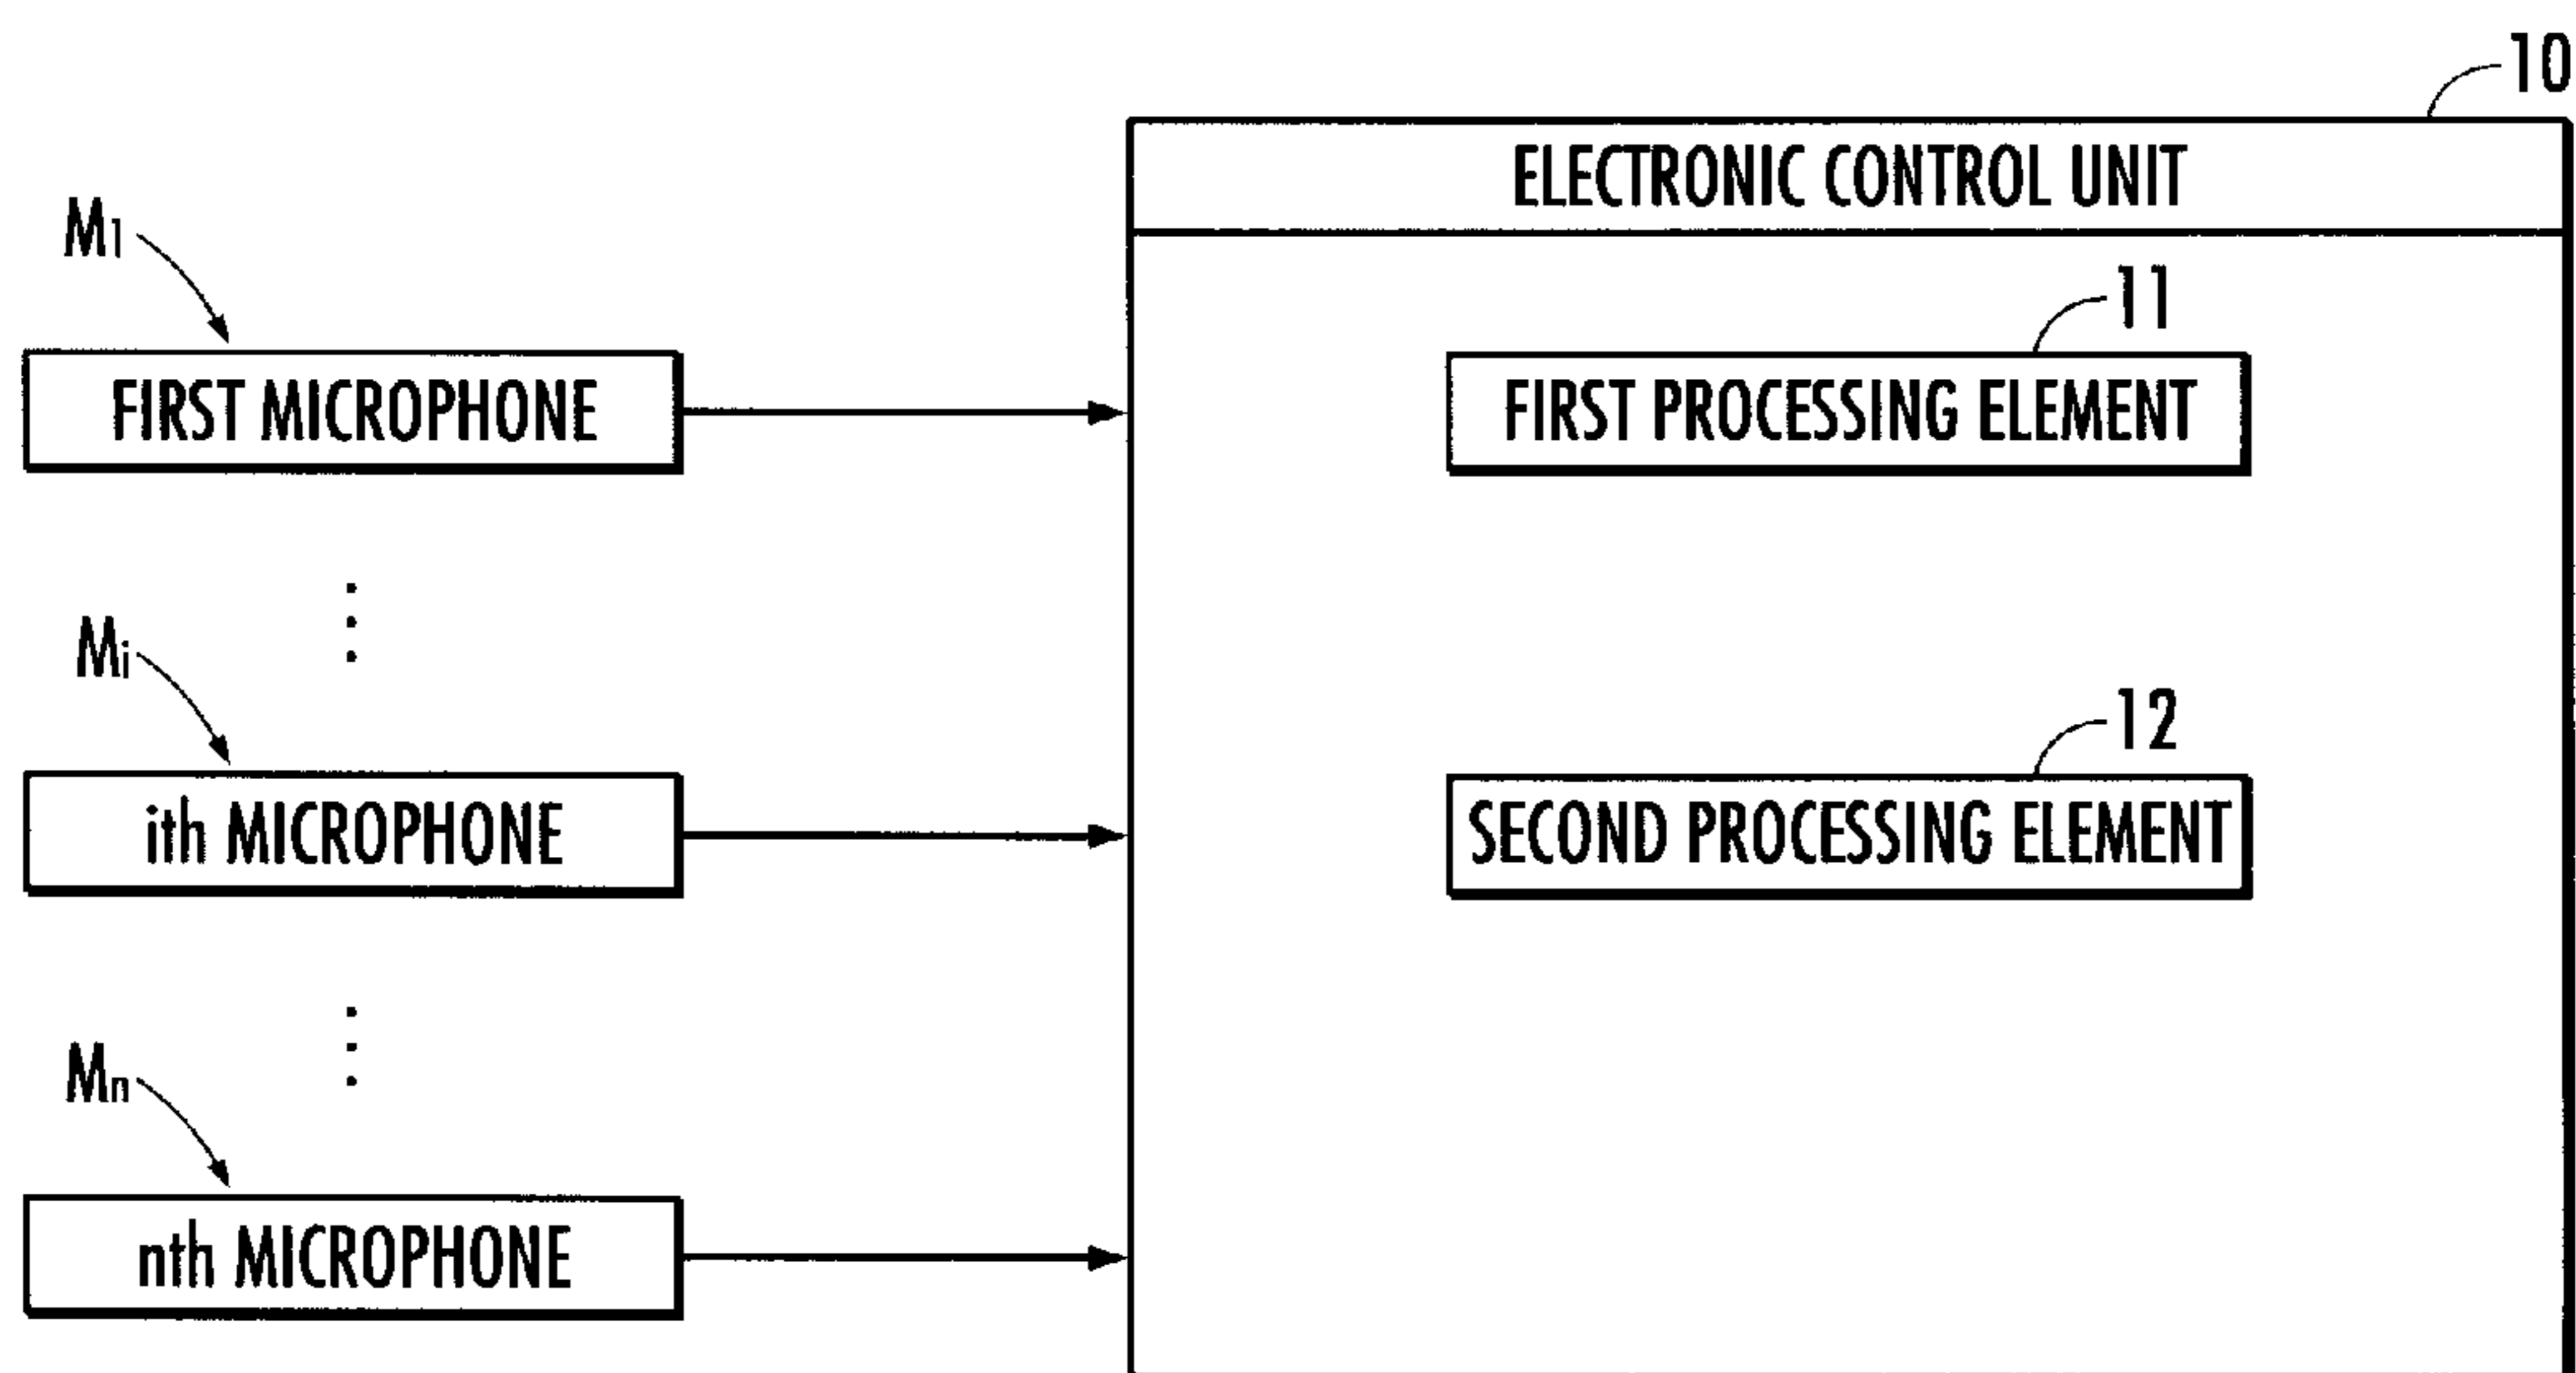 10
ELECTRONIC CONTROL UNIT
M1
11
FIRST MICROPHONE
FIRST PROCESSING ELEMENT
Mi
12
ith MICROPHONE
SECOND PROCESSING ELEMENT
Mn
nth MICROPHONE